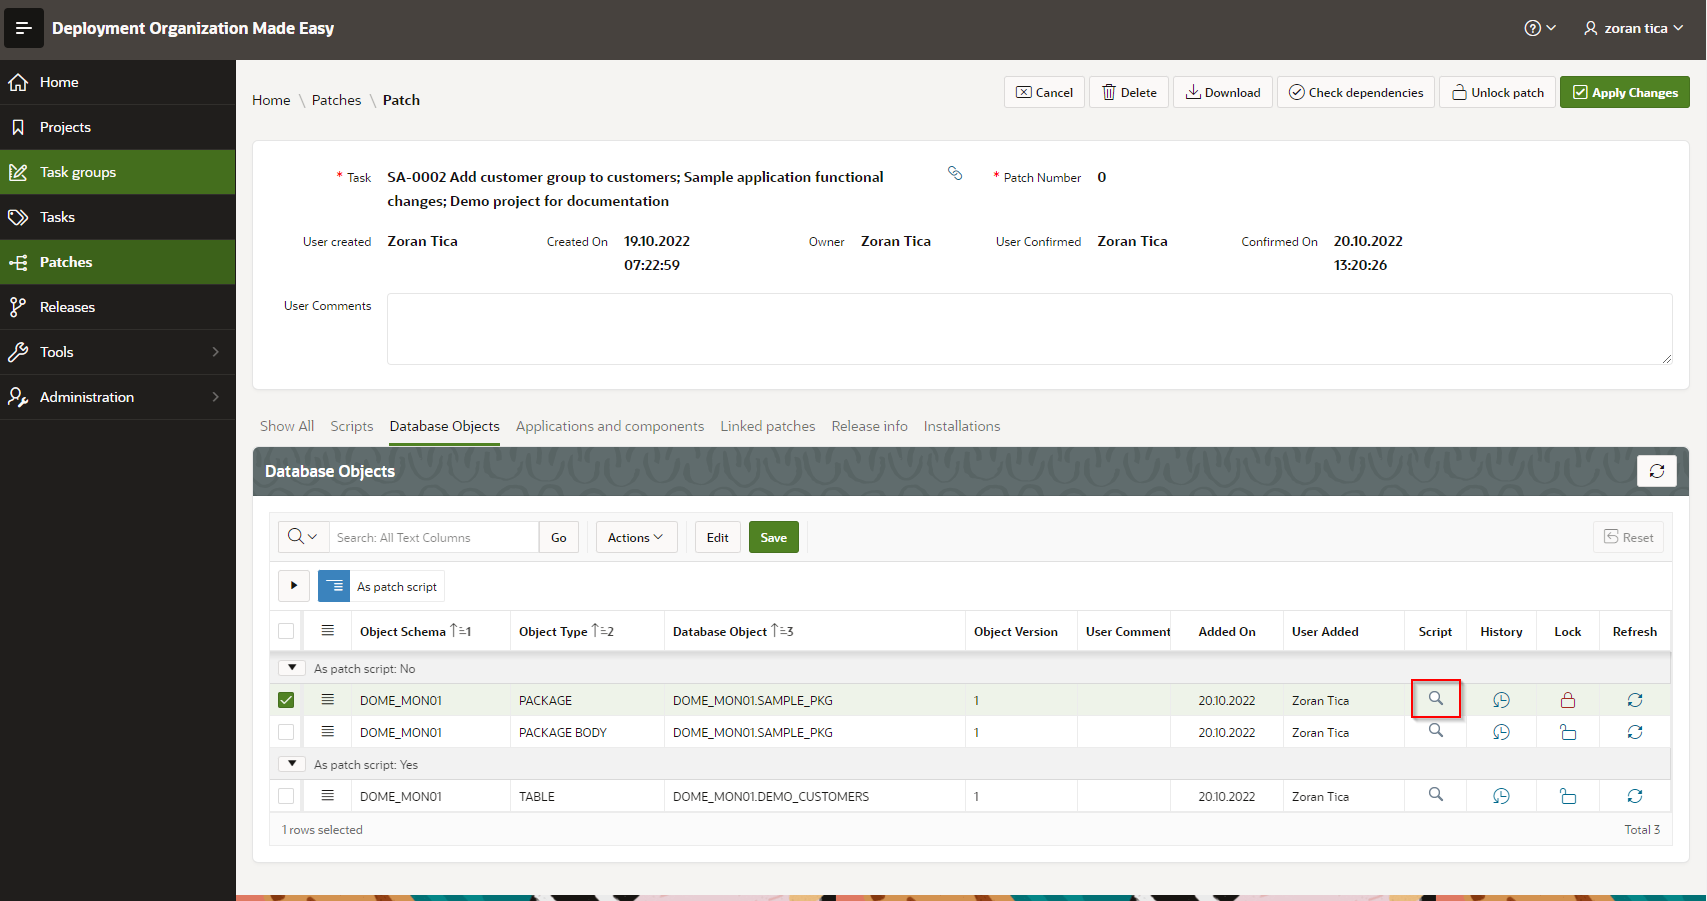 Deployment Organization Made Easy
zoran tica
Home
Projects
Task groups
Tasks
Patches
Releases
Tools
Administration
Home \ Patches \ Patch
Cancel
Delete
Download
Check dependencies
Unlock patch
Apply Changes
* Task SA-0002 Add customer group to customers; Sample application functional
changes; Demo project for documentation
* Patch Number 0
User created Zoran Tica
Created On 19.10.2022
07:22:59
Owner Zoran Tica
User Confirmed Zoran Tica
Confirmed On 20.10.2022
13:20:26
User Comments
Show All Scripts Database Objects Applications and components Linked patches Release info Installations
Database Objects
Search: All Text Columns Go Actions Edit Save Reset
As patch script
Object Schema 1 Object Type 2 Database Object 3 Object Version User Comment Added On User Added Script History Lock Refresh
As patch script: No
DOME_MON01 PACKAGE DOME_MON01.SAMPLE_PKG 1 20.10.2022 Zoran Tica
DOME_MON01 PACKAGE BODY DOME_MON01.SAMPLE_PKG 1 20.10.2022 Zoran Tica
As patch script: Yes
DOME_MON01 TABLE DOME_MON01.DEMO_CUSTOMERS 1 20.10.2022 Zoran Tica
1 rows selected Total 3